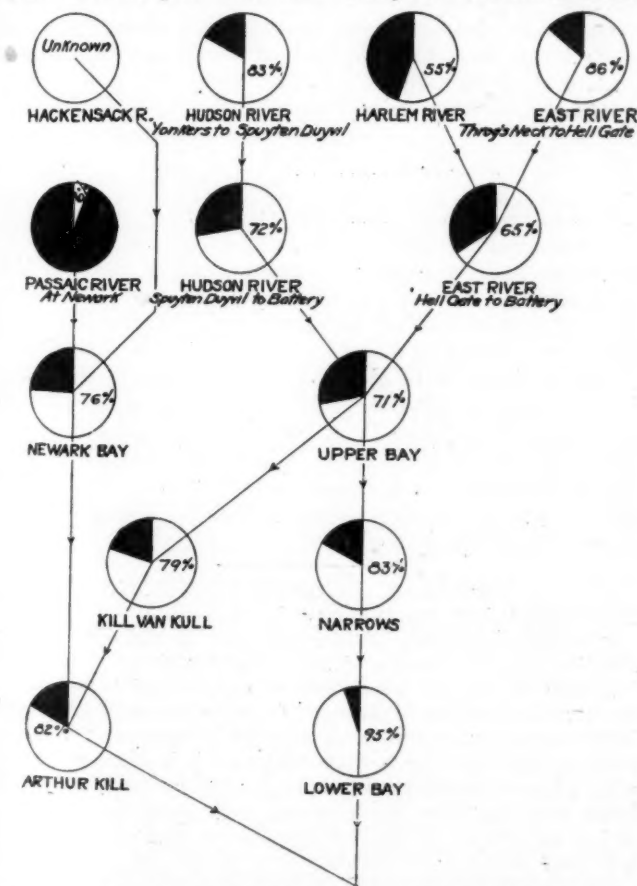 Unknown
83%
55%
86%
HACKENSACK R.
HUDSON RIVER
Yonkers to Spuyten Duyvil
HARLEM RIVER
EAST RIVER
Throg's Neck to Hell Gate
72%
65%
PASSAIC RIVER
At Newark
HUDSON RIVER
Spuyten Duyvil to Battery
EAST RIVER
Hell Gate to Battery
76%
71%
NEWARK BAY
UPPER BAY
79%
83%
KILL VAN KULL
NARROWS
82%
95%
ARTHUR KILL
LOWER BAY